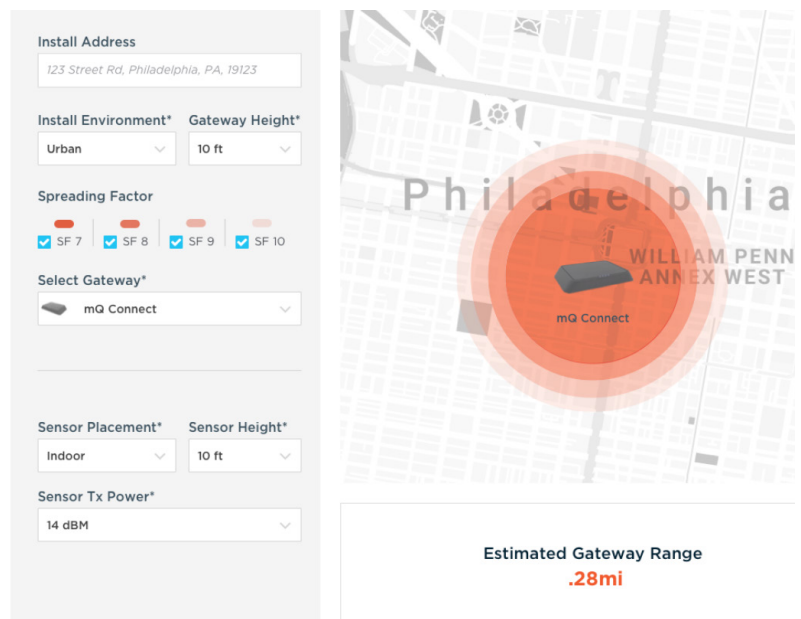 Install Address
123 Street Rd, Philadelphia, PA, 19123
Install Environment* Gateway Height*
Urban 10 ft
Spreading Factor
SF 7 SF 8 SF 9 SF 10
Select Gateway*
mQ Connect
Sensor Placement* Sensor Height*
Indoor 10 ft
Sensor Tx Power*
14 dBM
Philadelphia
WILLIAM PENN
ANNEX WEST
mQ Connect
Estimated Gateway Range
.28mi